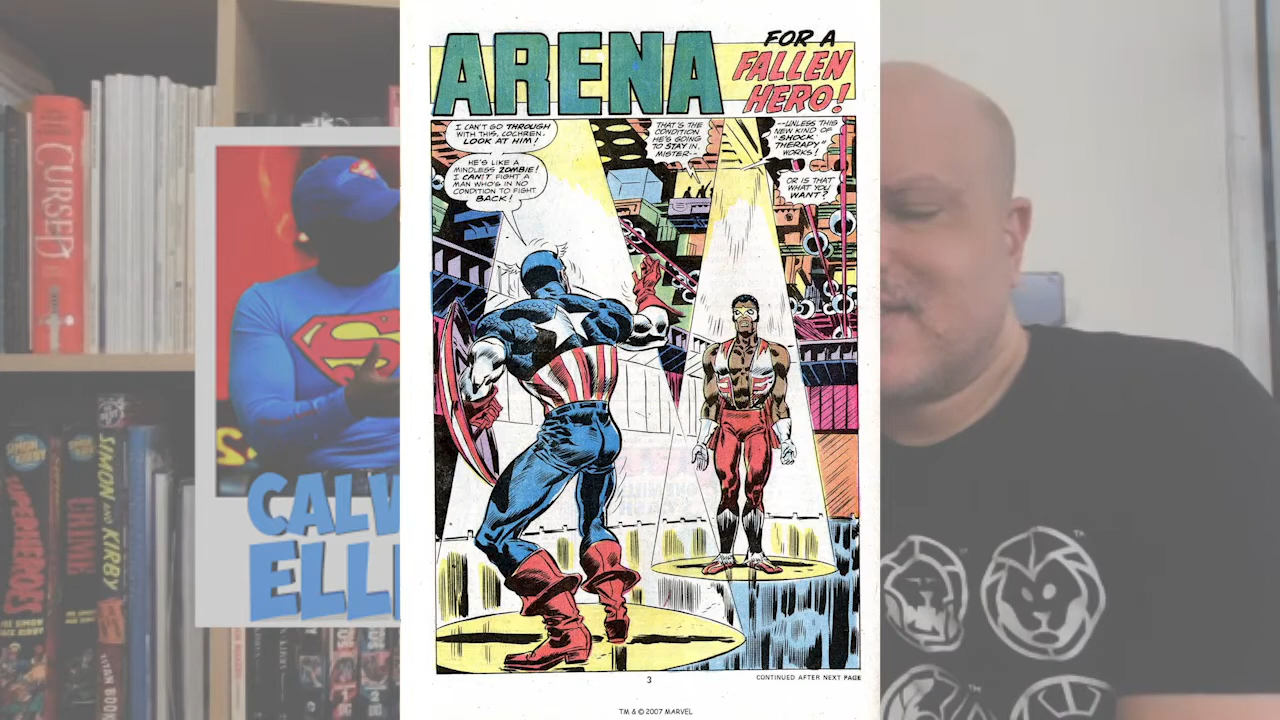 ARENA
FOR A
FALLEN
HERO!
I CAN'T GO THROUGH
WITH THIS, COCHREN.
LOOK AT HIM!
HE'S LIKE A
MINDLESS ZOMBIE!
I CAN'T FIGHT A
MAN WHO'S IN NO
CONDITION TO FIGHT
BACK!
THAT'S THE
CONDITION
HE'S GOING
TO STAY IN,
MISTER--
--UNLESS THIS
NEW KIND OF
"SHOCK
THERAPY"
WORKS!
OR IS THAT
WHAT YOU
WANT?
3
CONTINUED AFTER NEXT PAGE
TM & © 2007 MARVEL
CURSED
SIMON AND KIRBY
CRIME
SUPERHEROES
TITAN BOOKS
S
CALV
ELL